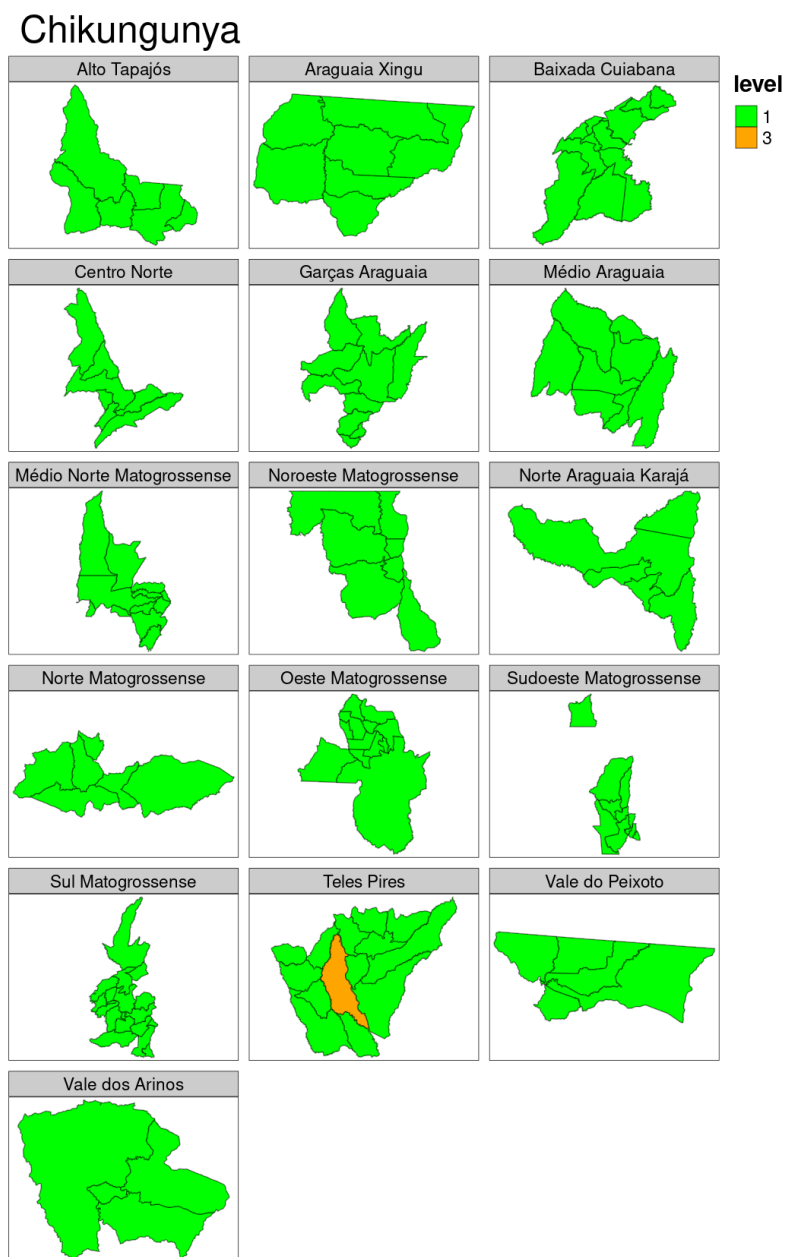 Chikungunya
Alto Tapajós
Araguaia Xingu
Baixada Cuiabana
level
1
3
Centro Norte
Garças Araguaia
Médio Araguaia
Médio Norte Matogrossense
Noroeste Matogrossense
Norte Araguaia Karajá
Norte Matogrossense
Oeste Matogrossense
Sudoeste Matogrossense
Sul Matogrossense
Teles Pires
Vale do Peixoto
Vale dos Arinos